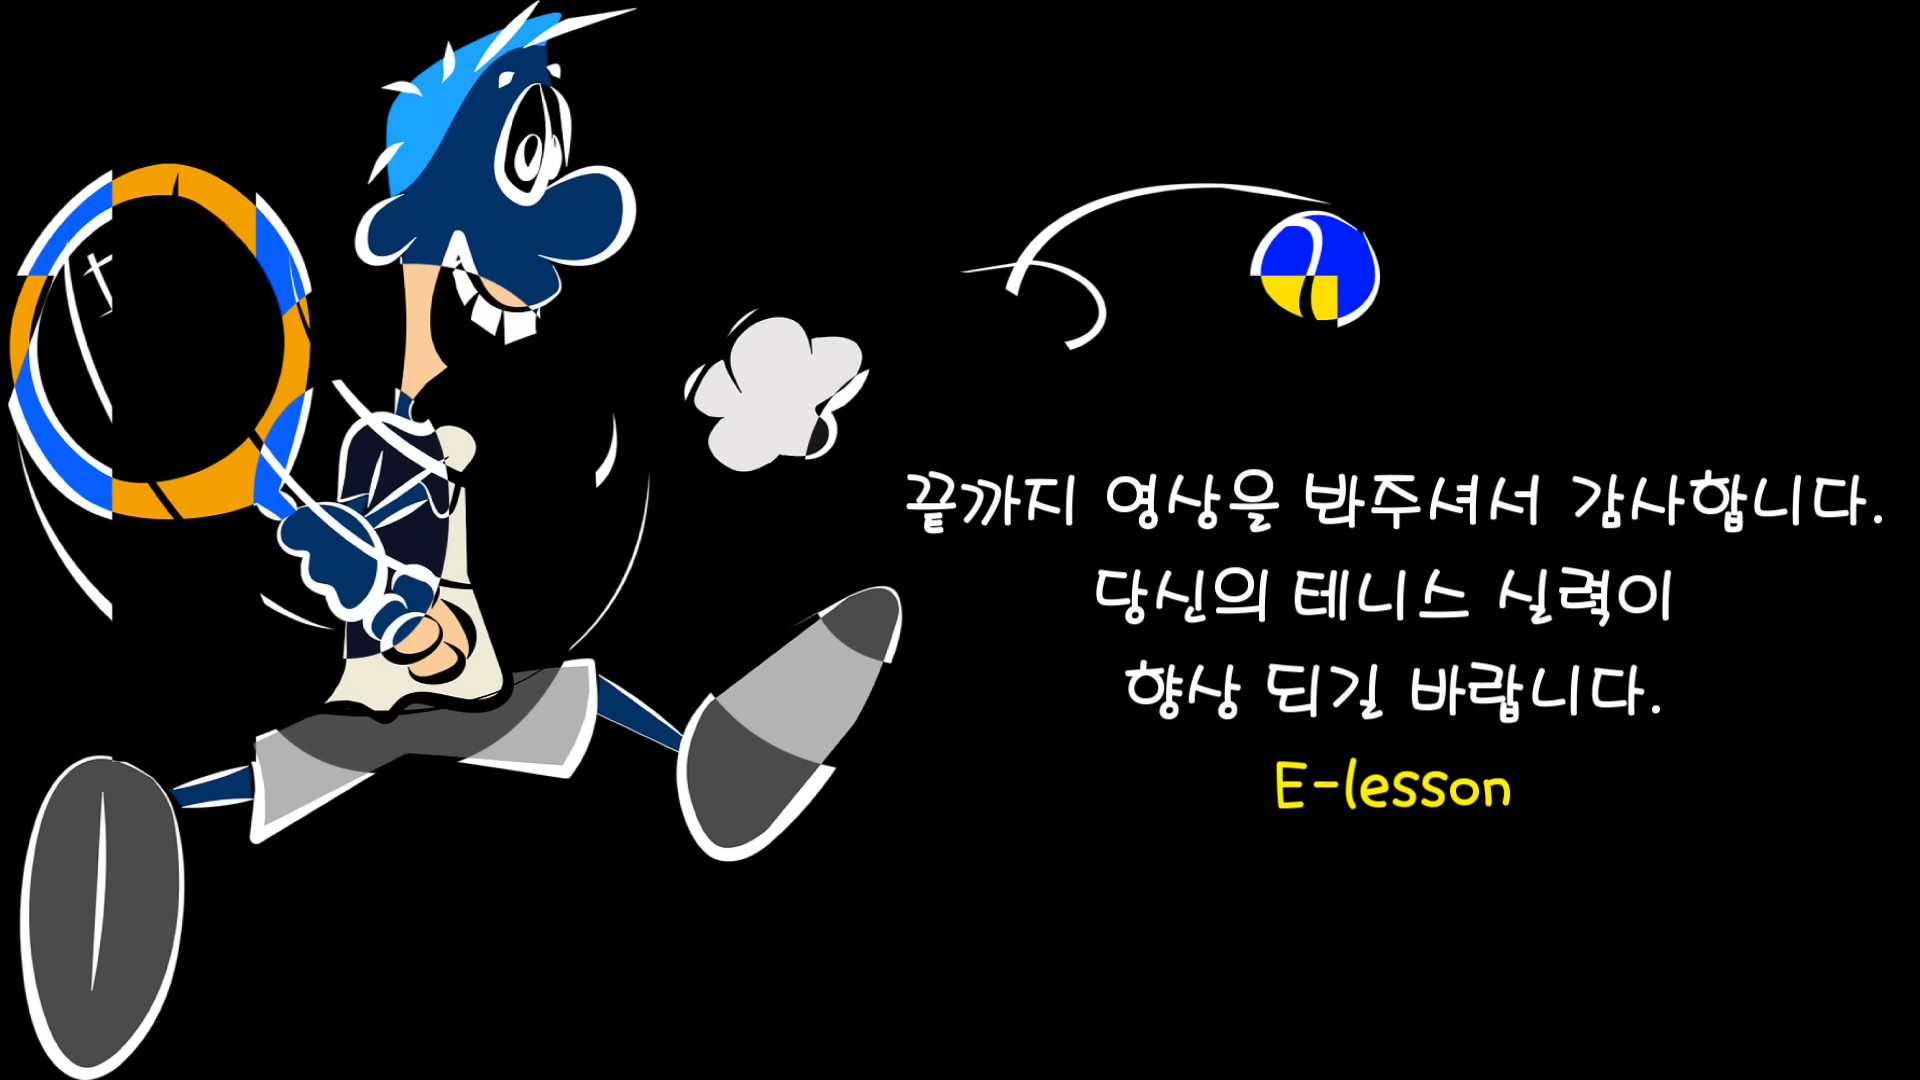 끝까지 영상을 봐주셔서 감사합니다.
당신의 테니스 실력이
향상 되길 바랍니다.
E-lesson